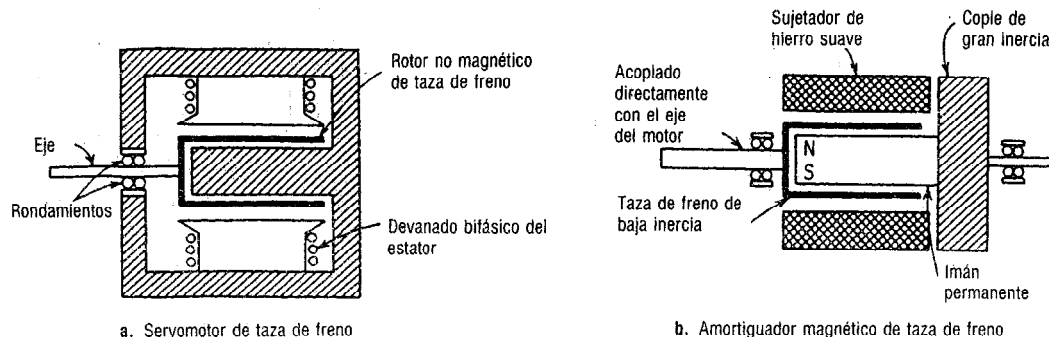 Rotor no magnético
de taza de freno
Eje
Rondamientos
Devanado bifásico del
estator
a. Servomotor de taza de freno
Sujetador de
hierro suave
Cople de
gran inercia
Acoplado
directamente
con el eje
del motor
N
S
Taza de freno de
baja inercia
Imán
permanente
b. Amortiguador magnético de taza de freno